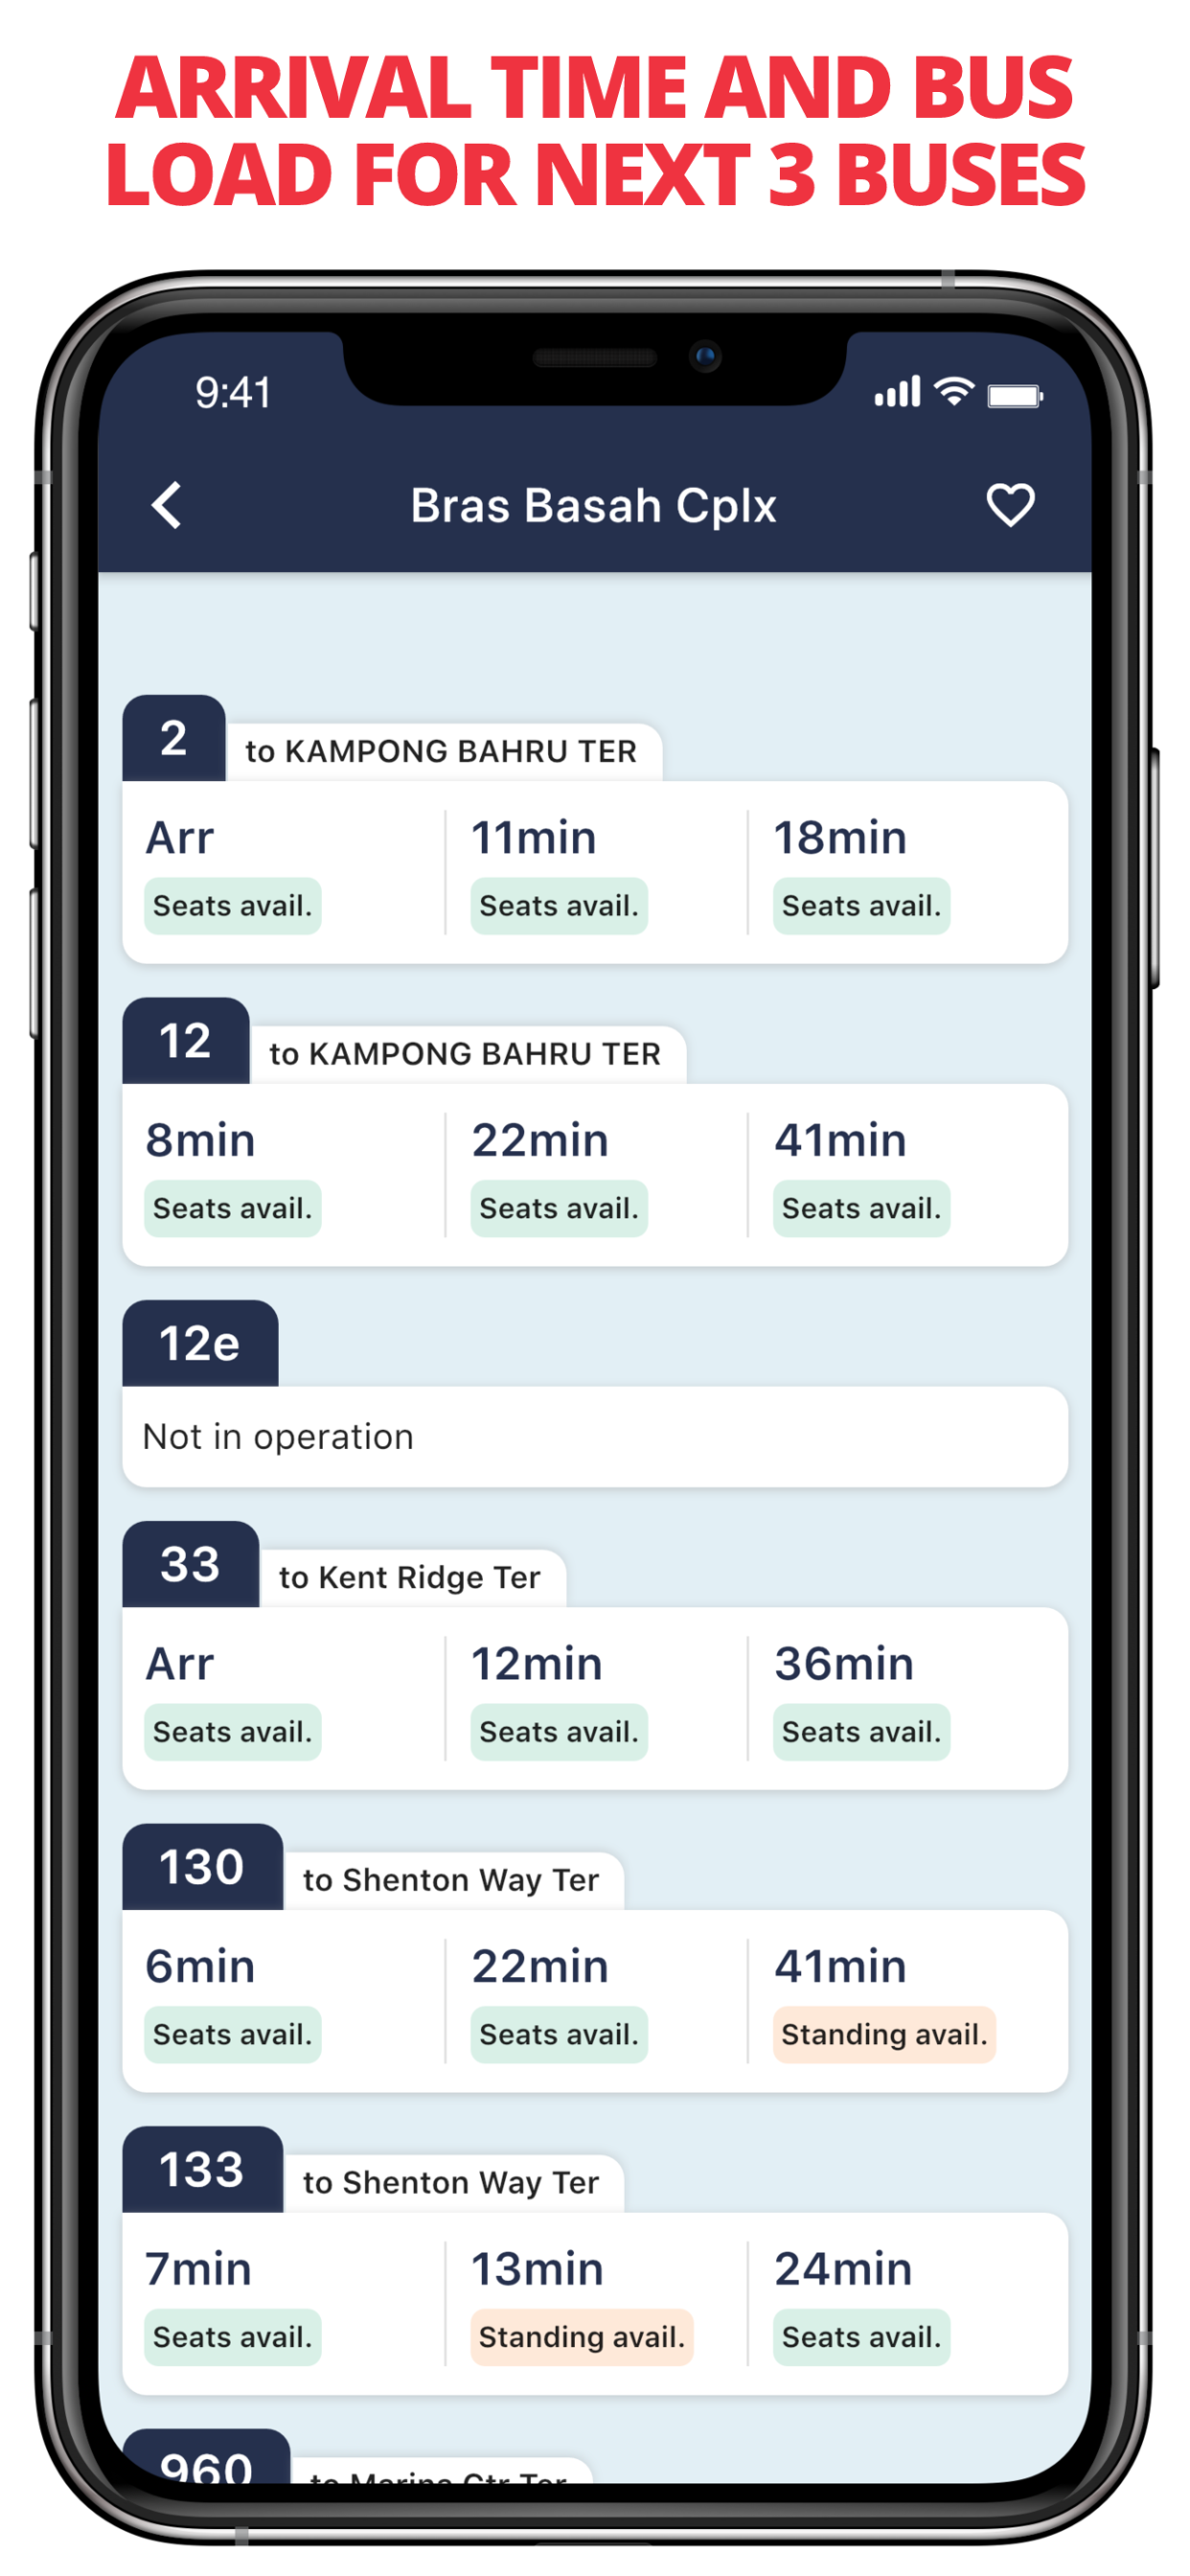 ARRIVAL TIME AND BUS
LOAD FOR NEXT 3 BUSES
9:41
Bras Basah Cplx
2
to KAMPONG BAHRU TER
Arr 11min 18min
Seats avail. Seats avail. Seats avail.
12
to KAMPONG BAHRU TER
8min 22min 41min
Seats avail. Seats avail. Seats avail.
12e
Not in operation
33
to Kent Ridge Ter
Arr 12min 36min
Seats avail. Seats avail. Seats avail.
130
to Shenton Way Ter
6min 22min 41min
Seats avail. Seats avail. Standing avail.
133
to Shenton Way Ter
7min 13min 24min
Seats avail. Standing avail. Seats avail.
960
to Marina Ctr Ter